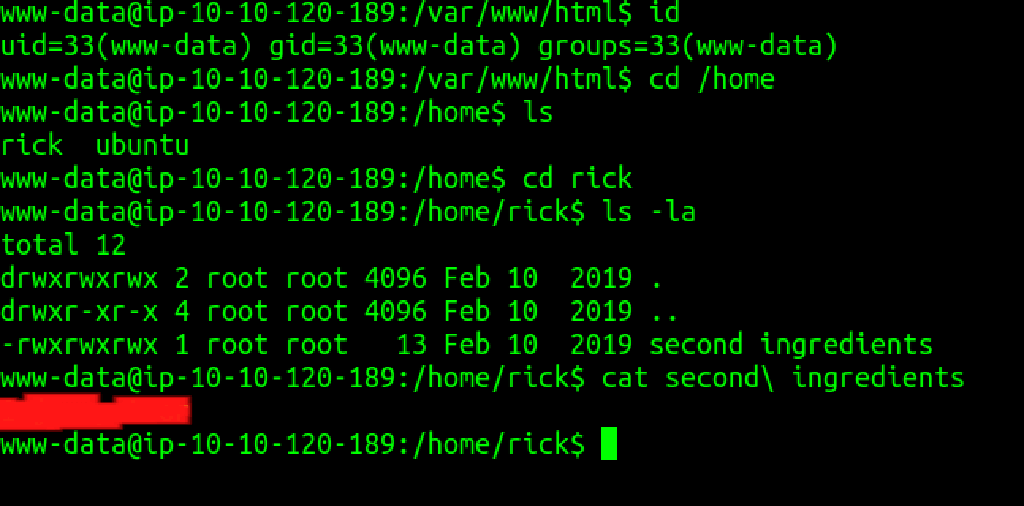 www-data@ip-10-10-120-189:/var/www/html$ id
uid=33(www-data) gid=33(www-data) groups=33(www-data)
www-data@ip-10-10-120-189:/var/www/html$ cd /home
www-data@ip-10-10-120-189:/home$ ls
rick  ubuntu
www-data@ip-10-10-120-189:/home$ cd rick
www-data@ip-10-10-120-189:/home/rick$ ls -la
total 12
drwxrwxrwx 2 root root 4096 Feb 10  2019 .
drwxr-xr-x 4 root root 4096 Feb 10  2019 ..
-rwxrwxrwx 1 root root   13 Feb 10  2019 second ingredients
www-data@ip-10-10-120-189:/home/rick$ cat second\ ingredients
www-data@ip-10-10-120-189:/home/rick$